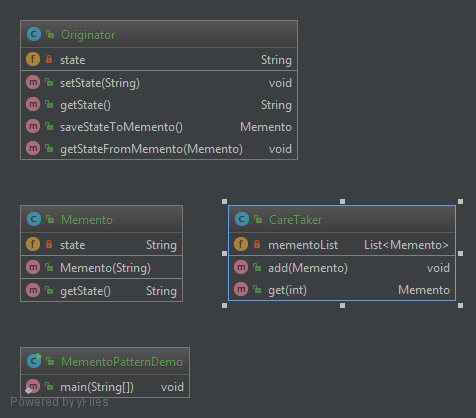 Originator
state String
setState(String) void
getState() String
saveStateToMemento() Memento
getStateFromMemento(Memento) void
Memento
state String
Memento(String)
getState() String
CareTaker
mementoList List<Memento>
add(Memento) void
get(int) Memento
MementoPatternDemo
main(String[]) void
Powered by yFiles